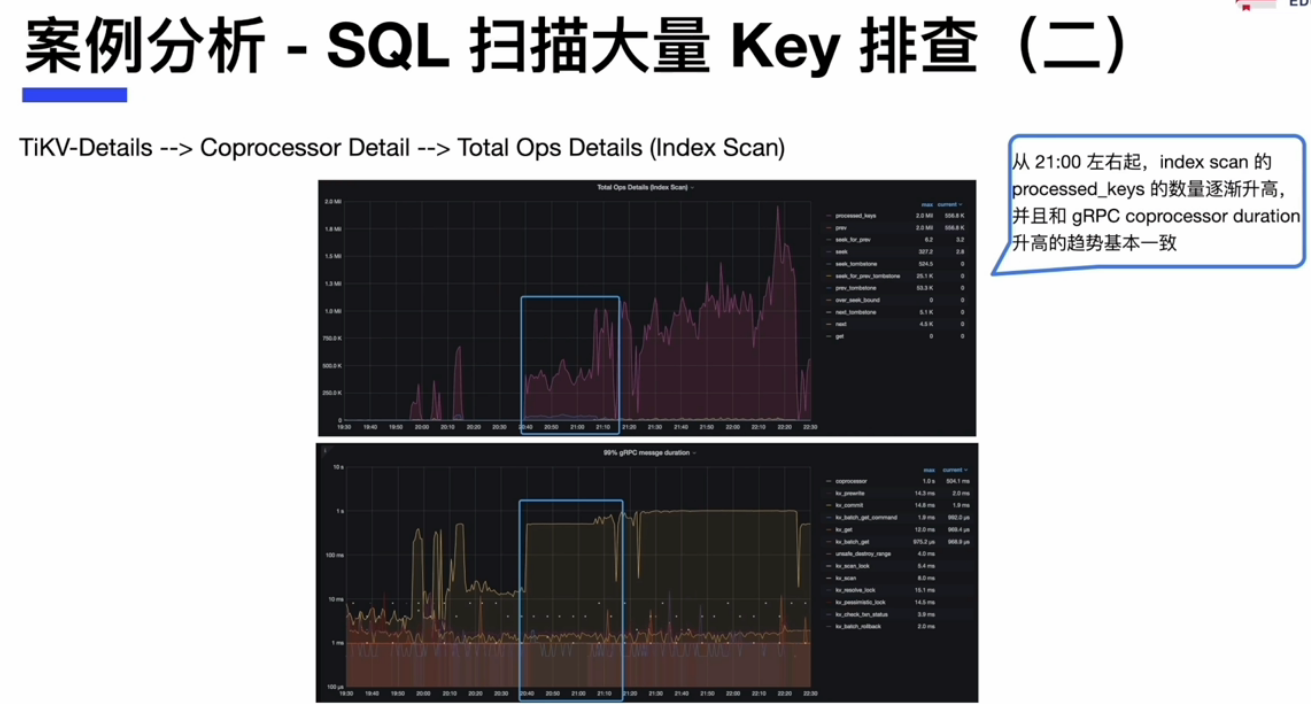 案例分析 - SQL 扫描大量 Key 排查（二）
TiKV-Details --> Coprocessor Detail --> Total Ops Details (Index Scan)
从 21:00 左右起，index scan 的
processed_keys 的数量逐渐升高，
并且和 gRPC coprocessor duration
升高的趋势基本一致
Total Ops Details (Index Scan)
max current
2.0 Mil
1.8 Mil
1.5 Mil
1.3 Mil
1.0 Mil
750.0 K
500.0 K
250.0 K
0
19:30 19:40 19:50 20:00 20:10 20:20 20:30 20:40 20:50 21:00 21:10 21:20 21:30 21:40 21:50 22:00 22:10 22:20 22:30
processed_keys 2.0 Mil 558.8 K
prev 2.0 Mil 558.8 K
seek_for_prev 6.2 3.2
seek 327.2 2.8
seek_tombstone 524.5 0
seek_for_prev_tombstone 25.1 K 0
prev_tombstone 53.3 K 0
over_seek_bound 0 0
next_tombstone 5.1 K 0
next 4.5 K 0
get 0 0
99% gRPC messge duration
max current
10 s
1 s
100 ms
10 ms
1 ms
100 μs
19:30 19:40 19:50 20:00 20:10 20:20 20:30 20:40 20:50 21:00 21:10 21:20 21:30 21:40 21:50 22:00 22:10 22:20 22:30
coprocessor 1.0 s 504.1 ms
kv_prewrite 14.3 ms 2.0 ms
kv_commit 14.8 ms 1.9 ms
kv_batch_get_command 1.9 ms 992.0 μs
kv_get 12.0 ms 989.4 μs
kv_batch_get 975.2 μs 968.9 μs
unsafe_destroy_range 4.0 ms
kv_scan_lock 5.4 ms
kv_scan 8.0 ms
kv_resolve_lock 15.1 ms
kv_pessimistic_lock 14.5 ms
kv_check_txn_status 3.9 ms
kv_batch_rollback 2.0 ms